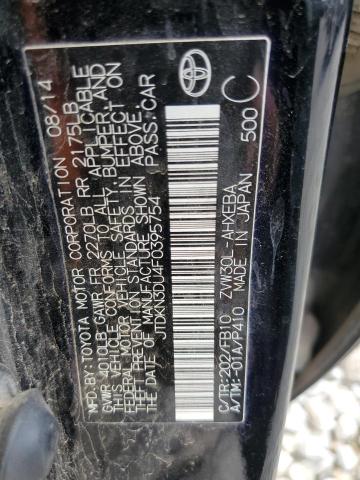 MFD.BY:TOYOTA MOTOR CORPORATION 08/14
GVWR 4010LB GAWR FR 2270LB RR 2175LB
THIS VEHICLE CONFORMS TO ALL APPLICABLE
FEDERAL MOTOR VEHICLE SAFETY, BUMPER, AND
THEFT PREVENTION STANDARDS IN EFFECT ON
THE DATE OF MANUFACTURE SHOWN ABOVE.
JTDKN3DU4F0395754 PASS.CAR
C/TR:202/FB10 ZVW30L-AHXEBA
A/TM:-01A/P410 MADE IN JAPAN 500 C